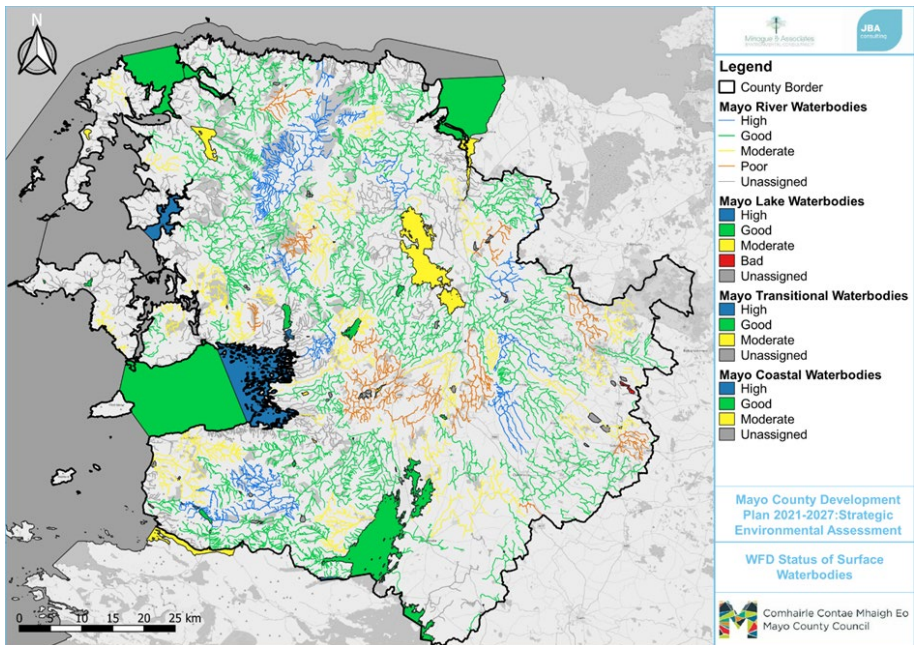 N
0 5 10 15 20 25 km
Minogue & Associates
JBA
consulting
Legend
County Border
Mayo River Waterbodies
High
Good
Moderate
Poor
Unassigned
Mayo Lake Waterbodies
High
Good
Moderate
Bad
Unassigned
Mayo Transitional Waterbodies
High
Good
Moderate
Unassigned
Mayo Coastal Waterbodies
High
Good
Moderate
Unassigned
Mayo County Development
Plan 2021-2027:Strategic
Environmental Assessment
WFD Status of Surface
Waterbodies
Comhairle Contae Mhaigh Eo
Mayo County Council